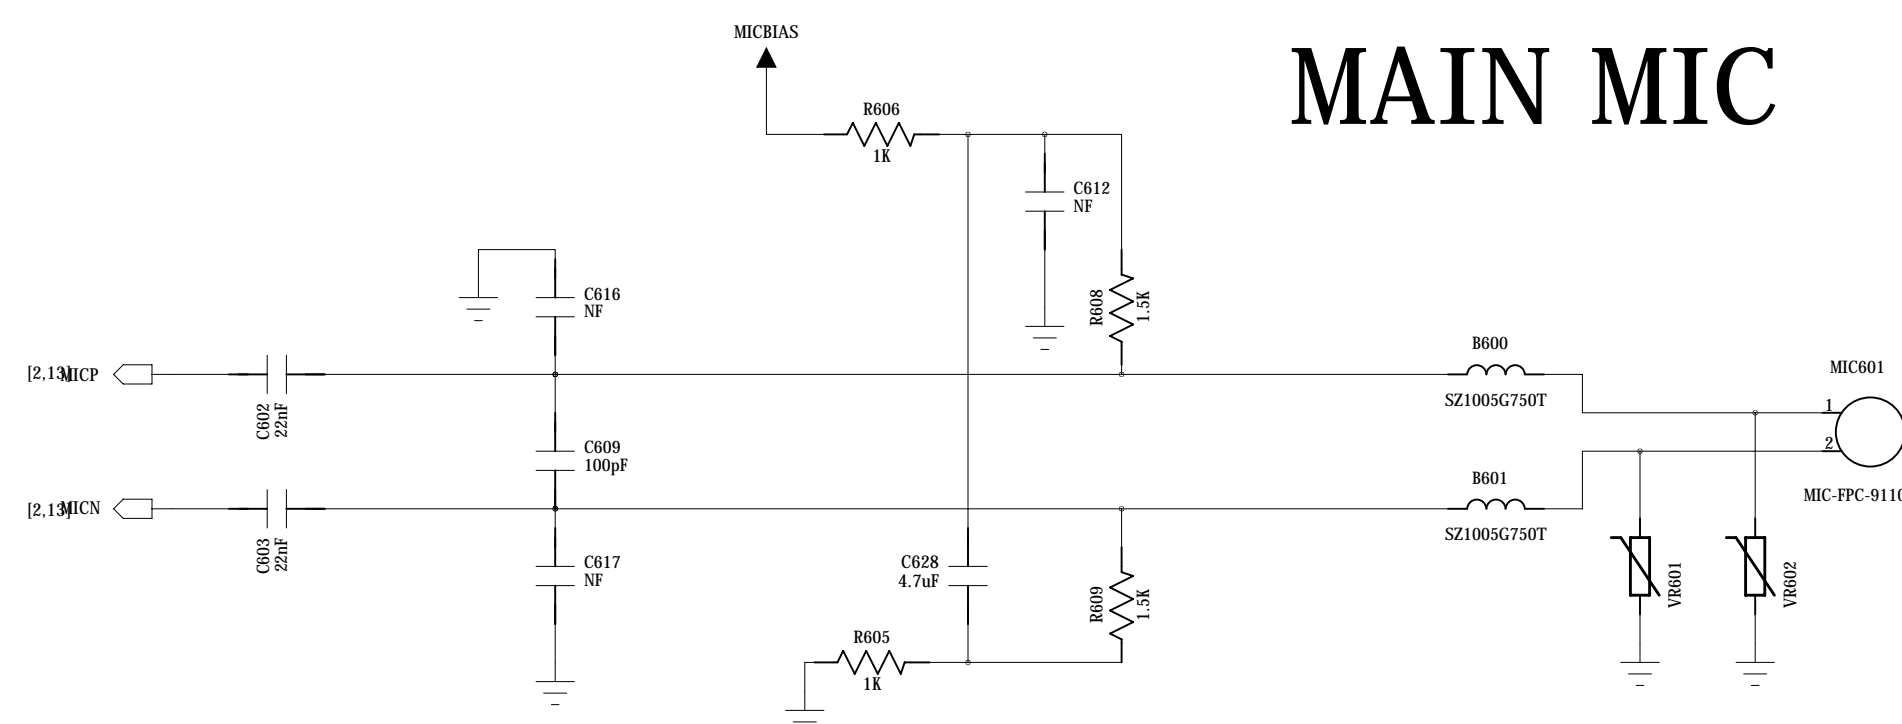 MICBIAS
MAIN MIC
R606
1K
C612
NF
C616
NF
R608
1.5K
B600
SZ1005G750T
MIC601
[2,13]
MICP
C602
22nF
1
2
C609
100pF
B601
SZ1005G750T
MIC-FPC-9110
[2,13]
MICN
C603
22nF
C617
NF
C628
4.7uF
R609
1.5K
VR601
VR602
R605
1K